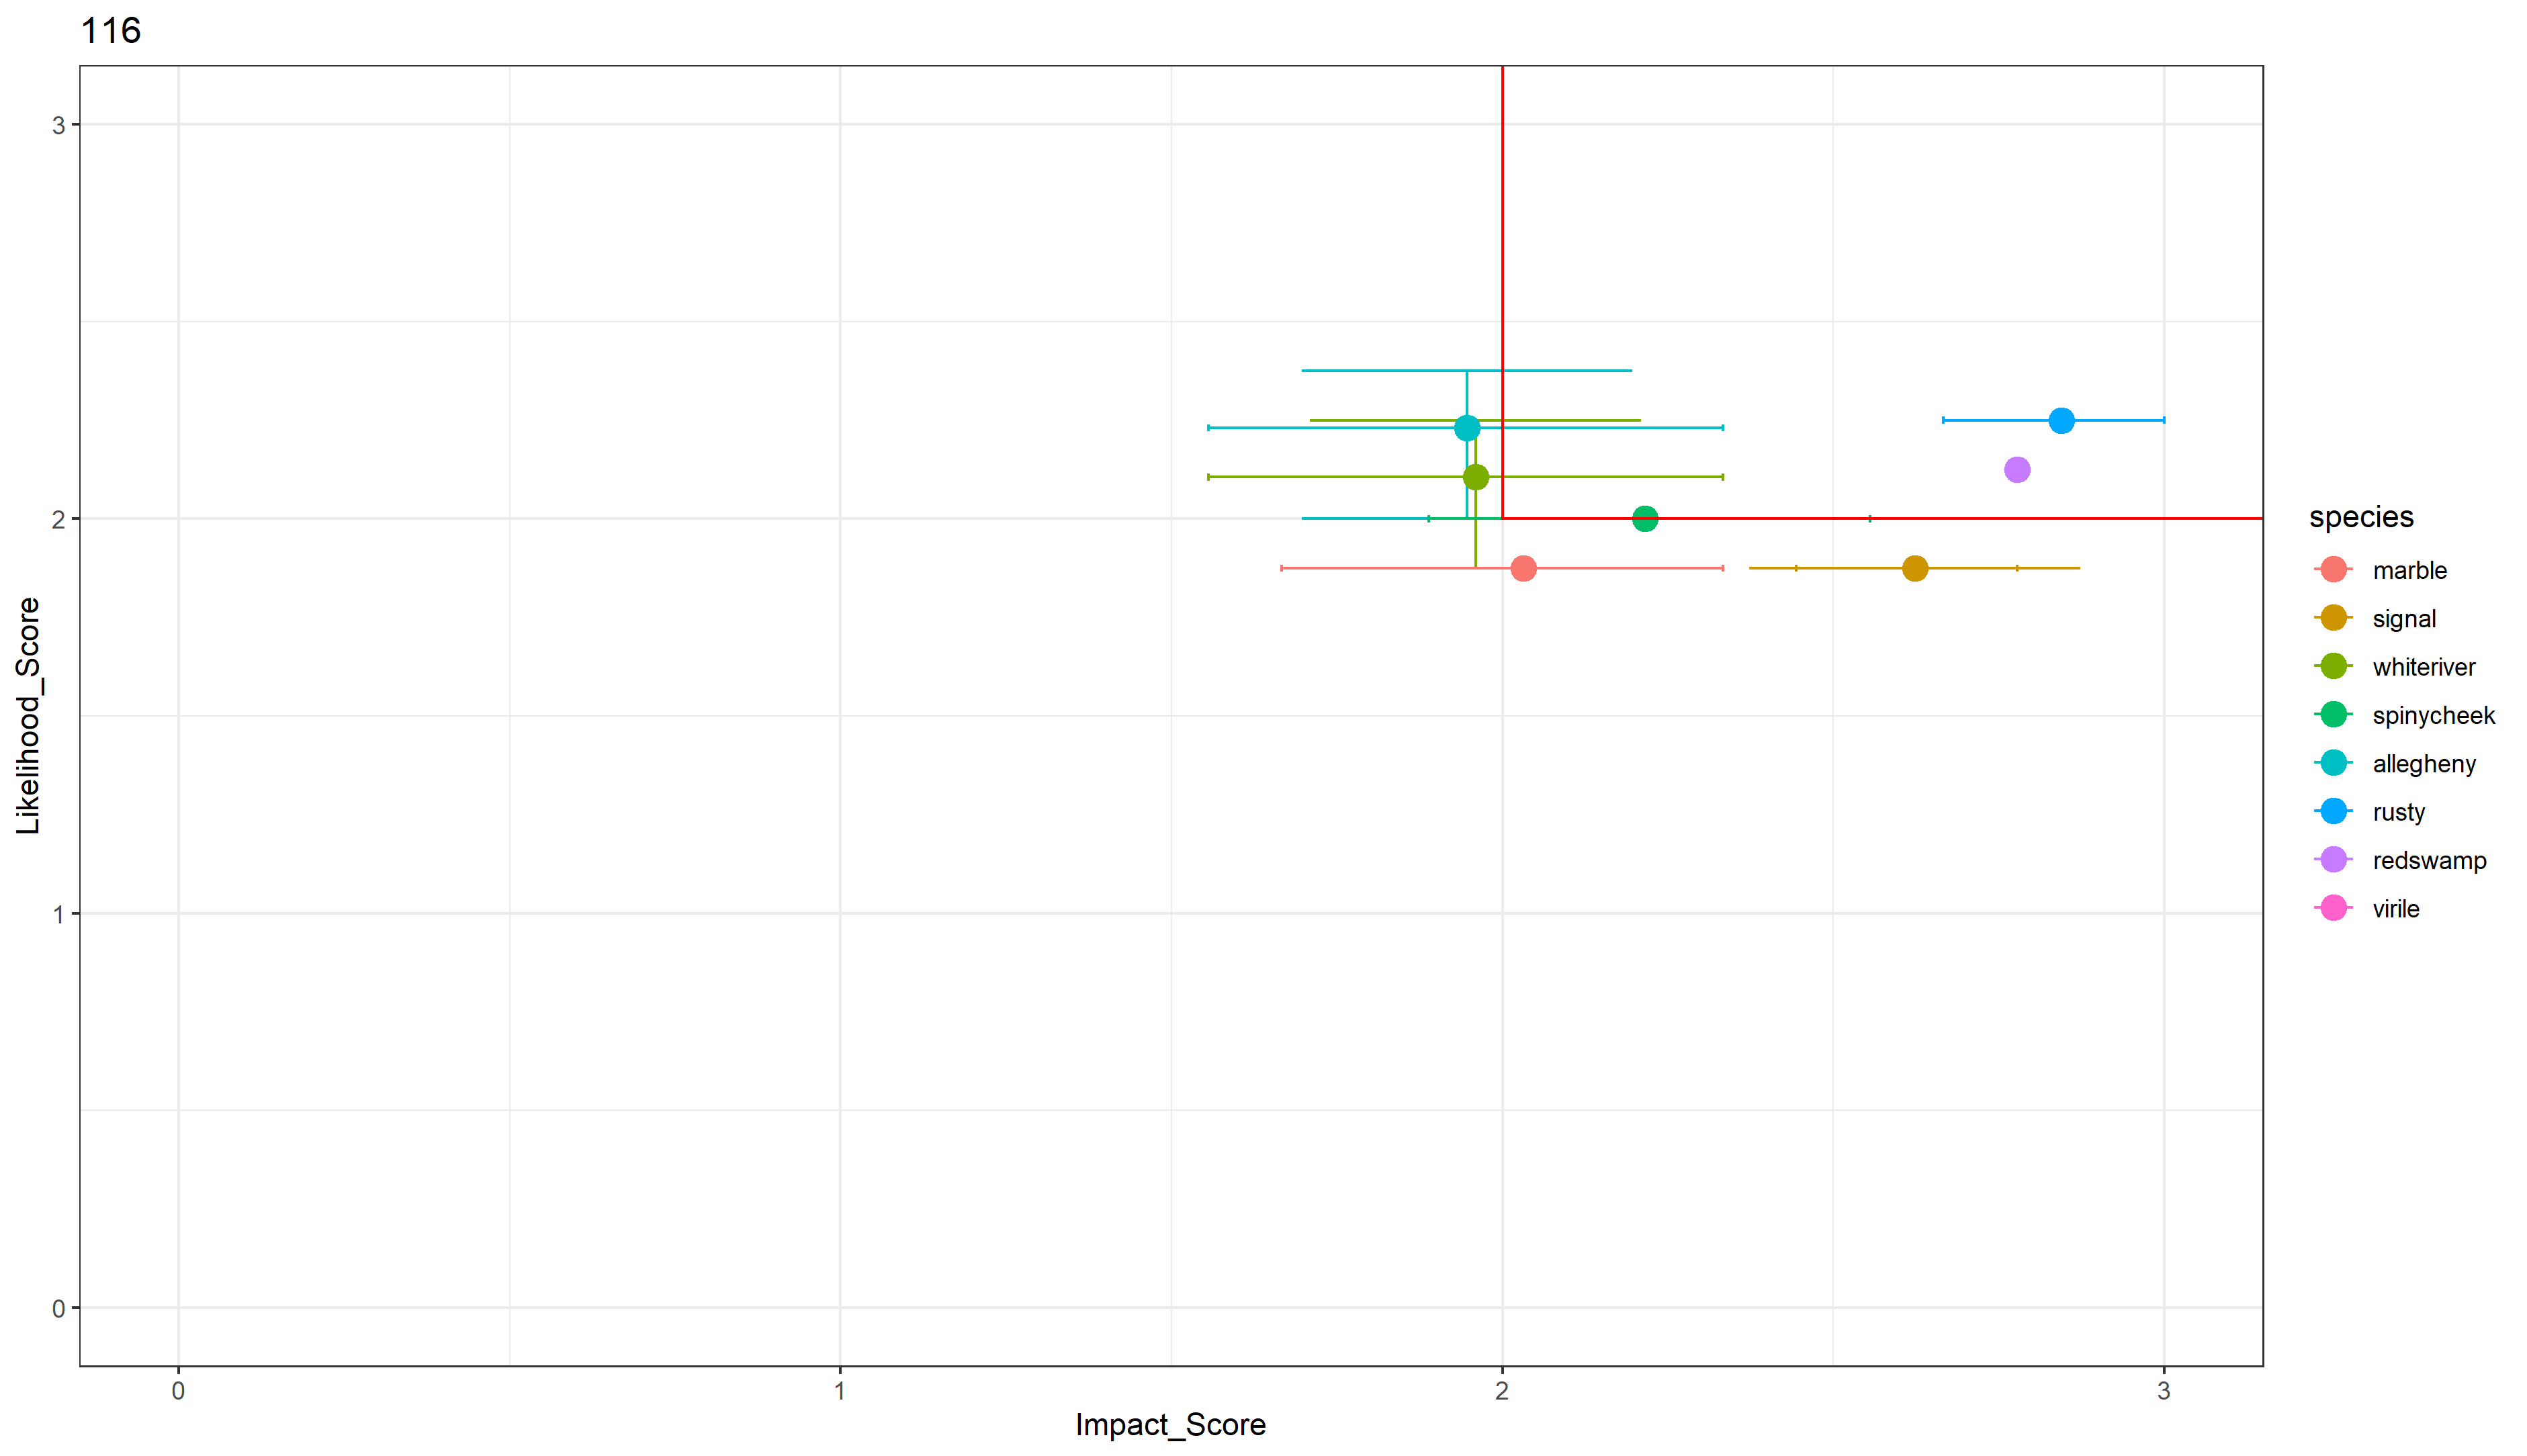 116
3
2
1
0
Likelihood_Score
0 1 2 3
Impact_Score
species
marble
signal
whiteriver
spinycheek
allegheny
rusty
redswamp
virile